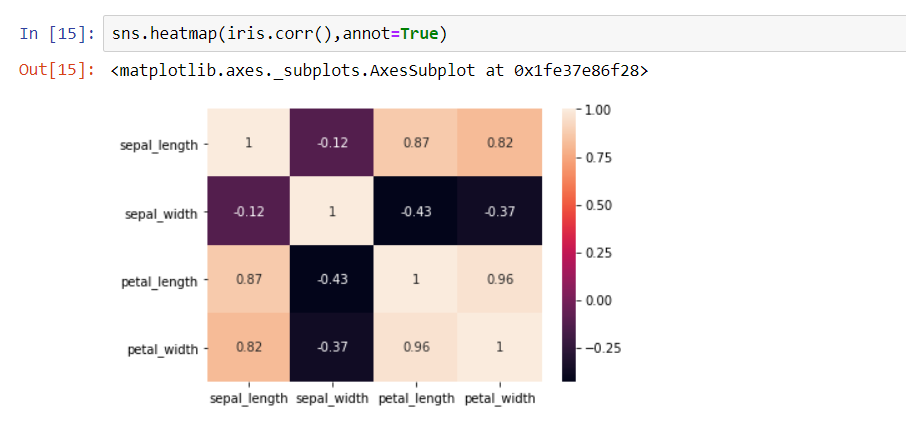 In [15]: sns.heatmap(iris.corr(),annot=True)
Out[15]: <matplotlib.axes._subplots.AxesSubplot at 0x1fe37e86f28>
1.00
sepal_length 1 -0.12 0.87 0.82
0.75
sepal_width -0.12 1 -0.43 -0.37
0.50
0.25
petal_length 0.87 -0.43 1 0.96
0.00
petal_width 0.82 -0.37 0.96 1
−0.25
sepal_length sepal_width petal_length petal_width